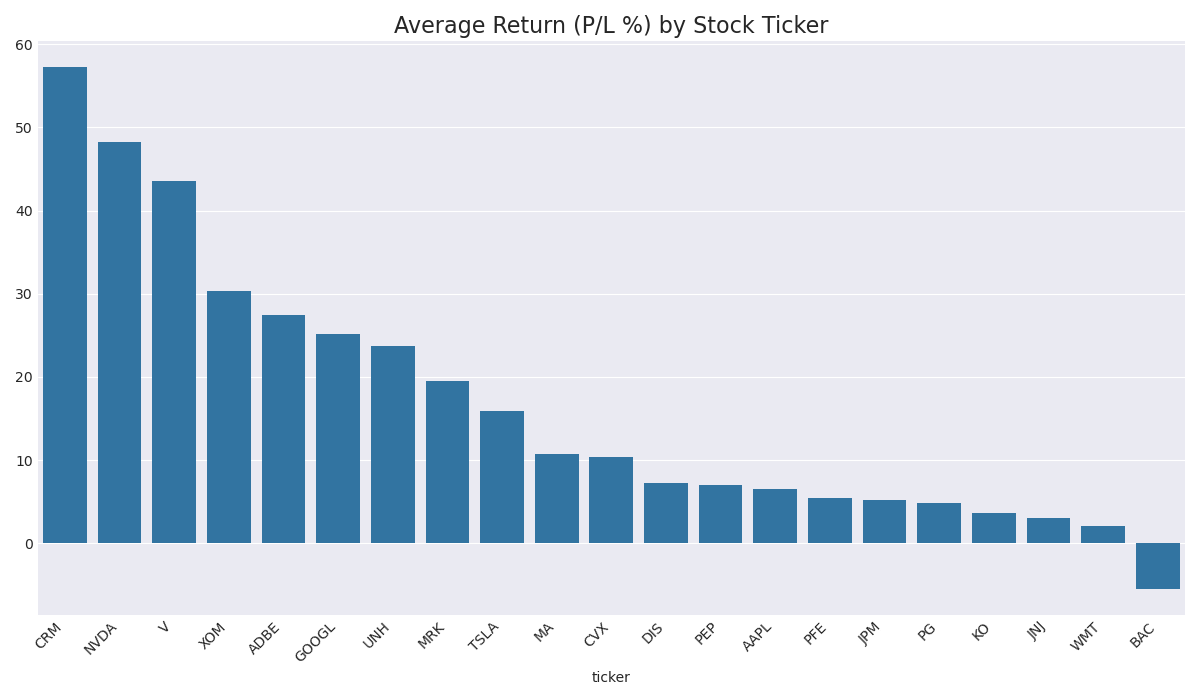 Average Return (P/L %) by Stock Ticker
60
50
40
30
20
10
0
CRM
NVDA
V
XOM
ADBE
GOOGL
UNH
MRK
TSLA
MA
CVX
DIS
PEP
AAPL
PFE
JPM
PG
KO
JNJ
WMT
BAC
ticker